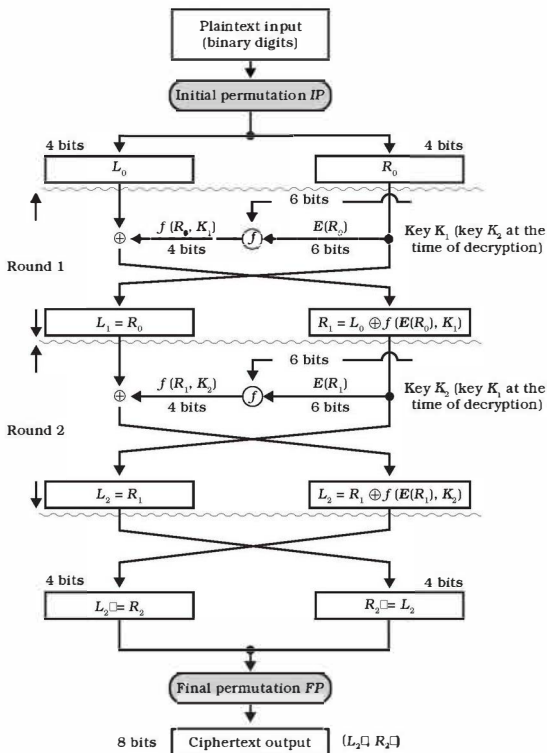 Plaintext input
(binary digits)
Initial permutation IP
4 bits
4 bits
L₀
R₀
6 bits
f (R₀, K₁)
f
E(R₀)
⊕
4 bits
6 bits
Key K₁ (key K₂ at the
time of decryption)
Round 1
L₁ = R₀
R₁ = L₀ ⊕ f (E(R₀), K₁)
6 bits
f (R₁, K₂)
f
E(R₁)
⊕
4 bits
6 bits
Key K₂ (key K₁ at the
time of decryption)
Round 2
L₂ = R₁
L₂ = R₁ ⊕ f (E(R₁), K₂)
4 bits
4 bits
L₂□= R₂
R₂□= L₂
Final permutation FP
8 bits
Ciphertext output
(L₂□, R₂□)